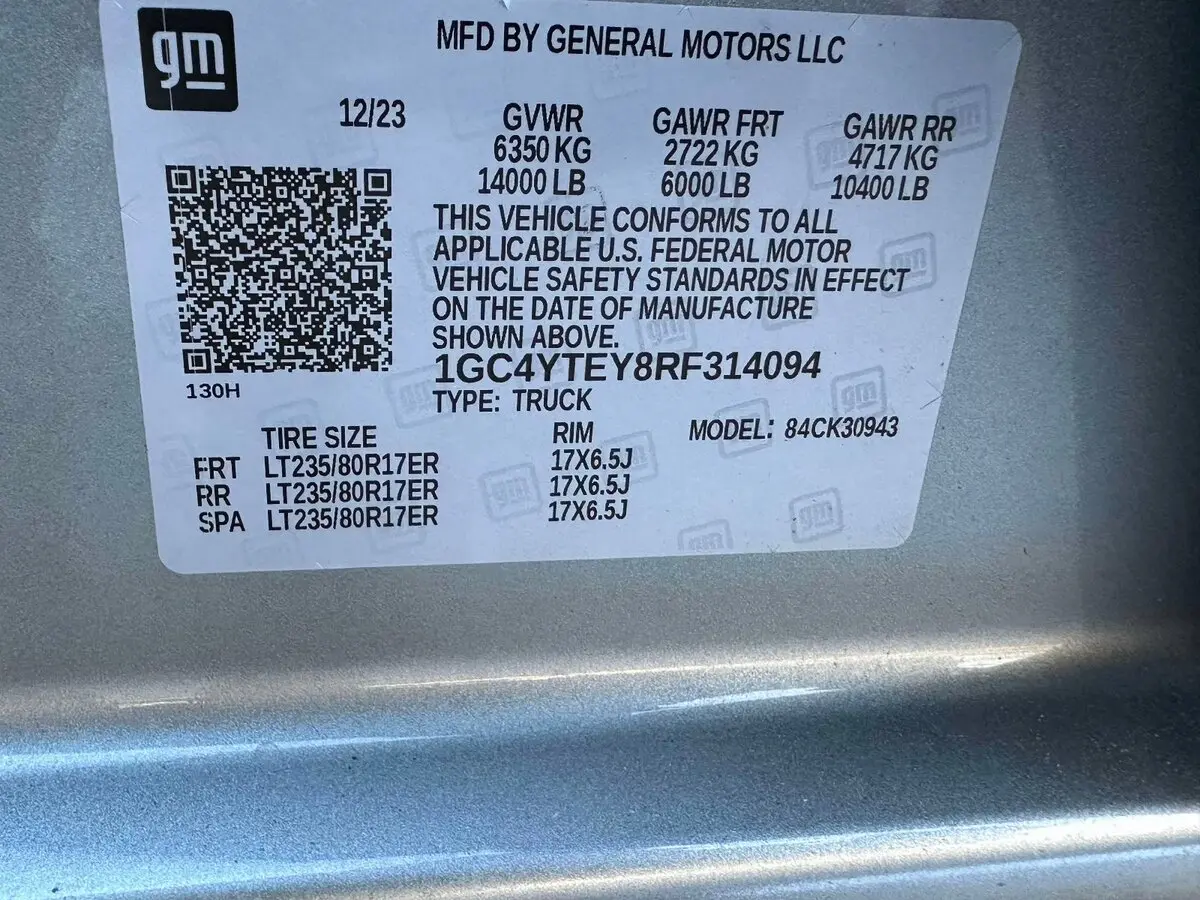 gm
MFD BY GENERAL MOTORS LLC
12/23 GVWR GAWR FRT GAWR RR
6350 KG 2722 KG 4717 KG
14000 LB 6000 LB 10400 LB
THIS VEHICLE CONFORMS TO ALL
APPLICABLE U.S. FEDERAL MOTOR
VEHICLE SAFETY STANDARDS IN EFFECT
ON THE DATE OF MANUFACTURE
SHOWN ABOVE.
1GC4YTEY8RF314094
130H
TYPE: TRUCK
TIRE SIZE RIM MODEL: 84CK30943
FRT LT235/80R17ER 17X6.5J
RR LT235/80R17ER 17X6.5J
SPA LT235/80R17ER 17X6.5J